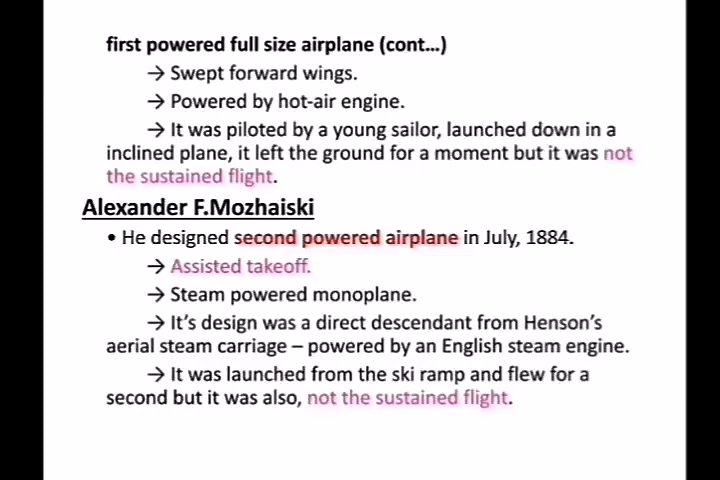 first powered full size airplane (cont...)
→ Swept forward wings.
→ Powered by hot-air engine.
→ It was piloted by a young sailor, launched down in a
inclined plane, it left the ground for a moment but it was not
the sustained flight.
Alexander F.Mozhaiski
• He designed second powered airplane in July, 1884.
→ Assisted takeoff.
→ Steam powered monoplane.
→ It's design was a direct descendant from Henson's
aerial steam carriage – powered by an English steam engine.
→ It was launched from the ski ramp and flew for a
second but it was also, not the sustained flight.